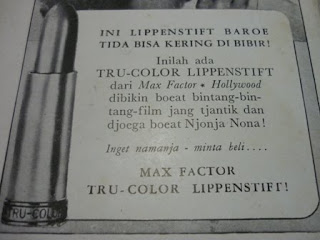 INI LIPPENSTIFT BAROE
TIDA BISA KERING DI BIBIR!
Inilah ada
TRU-COLOR LIPPENSTIFT
dari Max Factor ★ Hollywood
dibikin boeat bintang-bin-
tang-film jang tjantik dan
djoega boeat Njonja Nona!
Inget namanja - minta beli....
MAX FACTOR
TRU-COLOR LIPPENSTIFT!
TRU-COLO